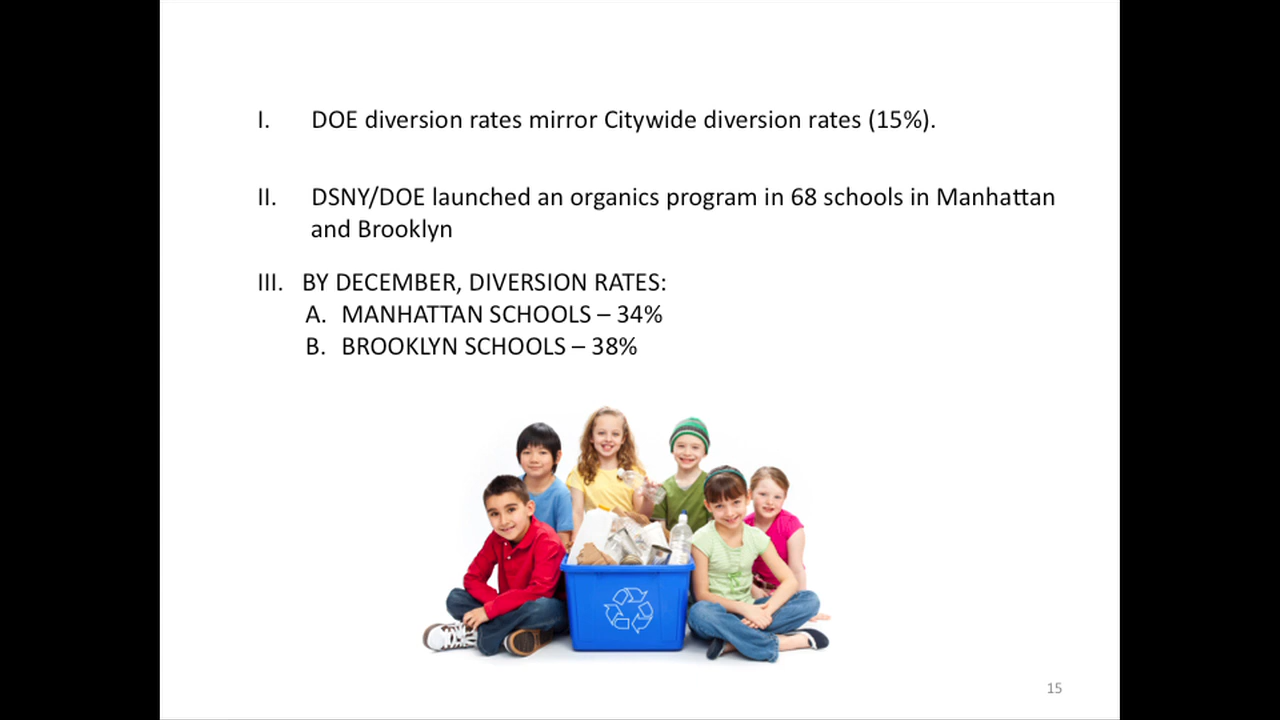 I. DOE diversion rates mirror Citywide diversion rates (15%).
II. DSNY/DOE launched an organics program in 68 schools in Manhattan
and Brooklyn
III. BY DECEMBER, DIVERSION RATES:
A. MANHATTAN SCHOOLS – 34%
B. BROOKLYN SCHOOLS – 38%
15